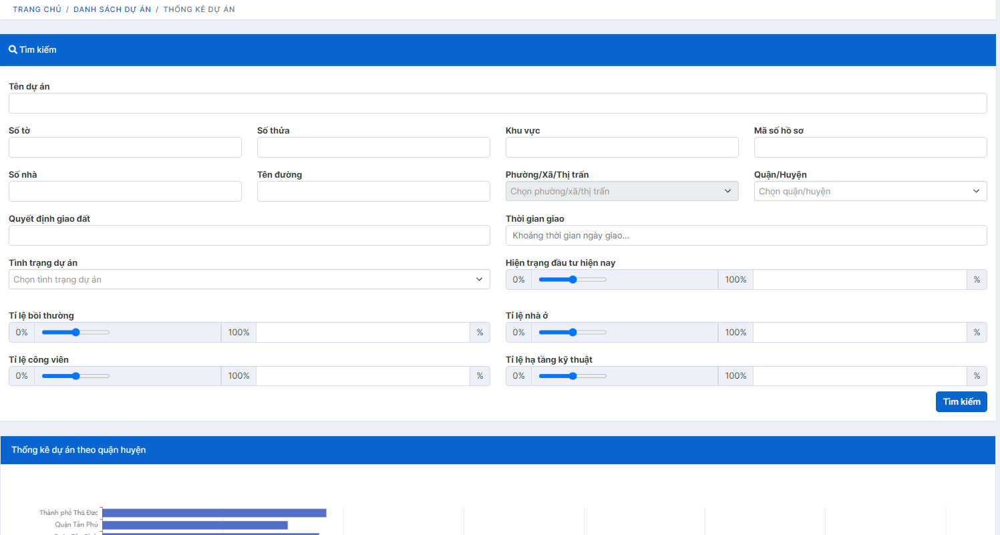 TRANG CHỦ / DANH SÁCH DỰ ÁN / THỐNG KÊ DỰ ÁN
Tìm kiếm
Tên dự án
Số tờ Số thửa Khu vực Mã số hồ sơ
Số nhà Tên đường Phường/Xã/Thị trấn Quận/Huyện
Chọn phường/xã/thị trấn Chọn quận/huyện
Quyết định giao đất Thời gian giao
Khoảng thời gian ngày giao...
Tình trạng dự án Hiện trạng đầu tư hiện nay
Chọn tình trạng dự án 0% 100% %
Tỉ lệ bồi thường Tỉ lệ nhà ở
0% 100% % 0% 100% %
Tỉ lệ công viên Tỉ lệ hạ tầng kỹ thuật
0% 100% % 0% 100% %
Tìm kiếm
Thống kê dự án theo quận huyện
Thành phố Thủ Đức
Quận Tân Phú